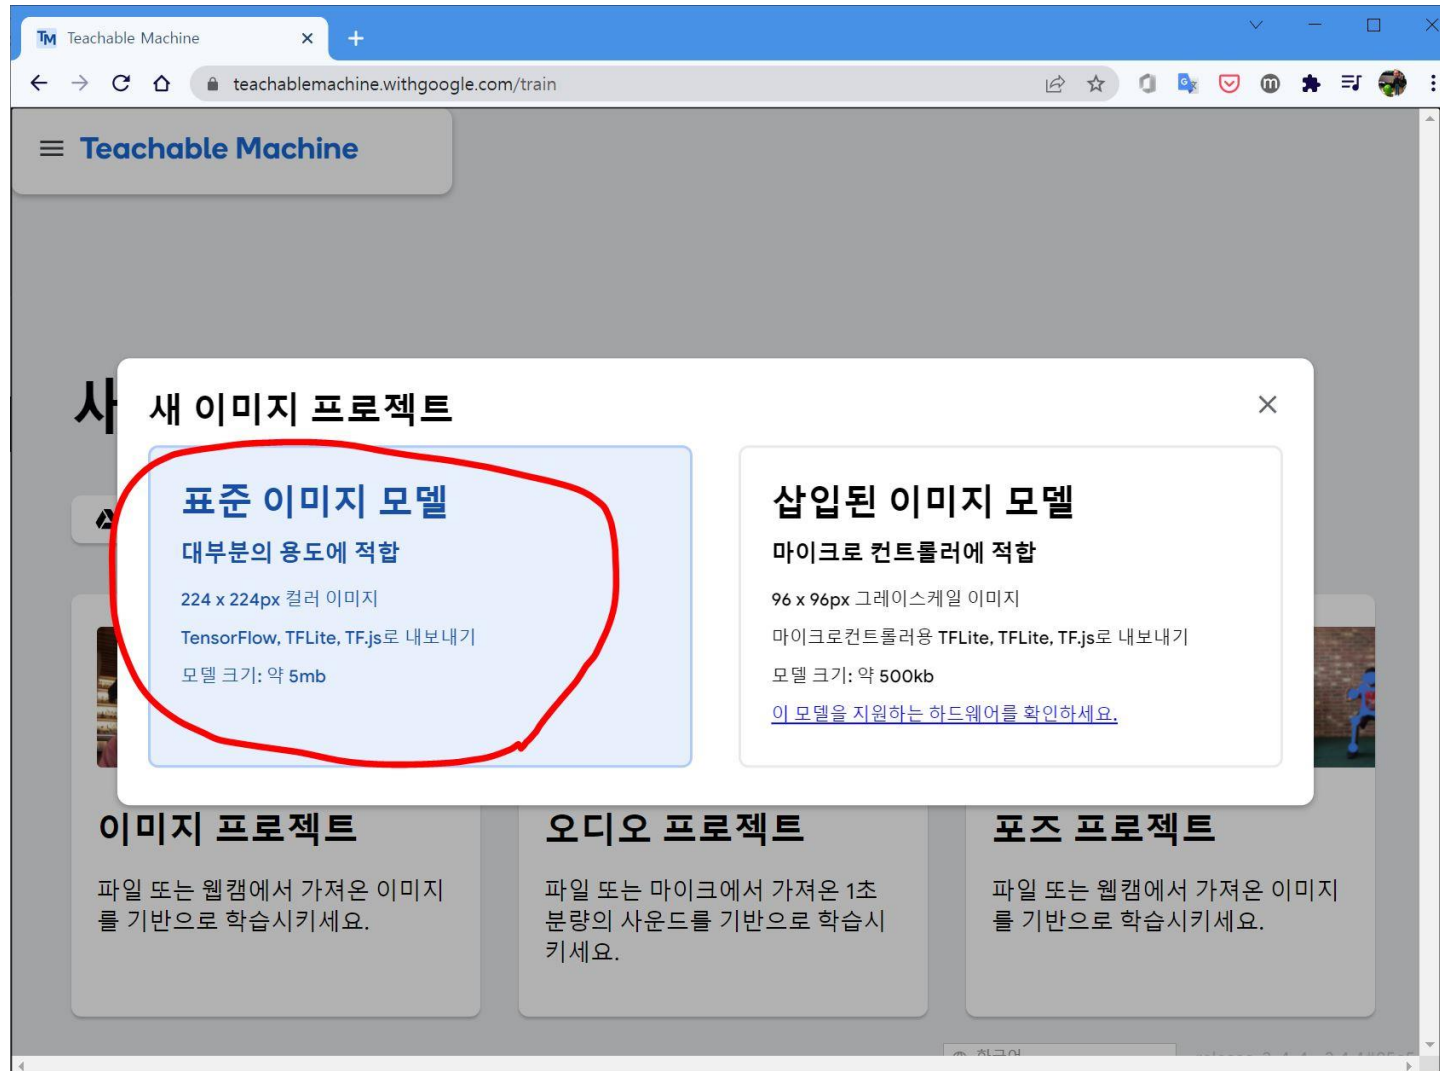 Teachable Machine
teachablemachine.withgoogle.com/train
Teachable Machine
새 이미지 프로젝트
표준 이미지 모델
대부분의 용도에 적합
224 x 224px 컬러 이미지
TensorFlow, TFLite, TF.js로 내보내기
모델 크기: 약 5mb
삽입된 이미지 모델
마이크로 컨트롤러에 적합
96 x 96px 그레이스케일 이미지
마이크로컨트롤러용 TFLite, TFLite, TF.js로 내보내기
모델 크기: 약 500kb
이 모델을 지원하는 하드웨어를 확인하세요.
이미지 프로젝트
파일 또는 웹캠에서 가져온 이미지
를 기반으로 학습시키세요.
오디오 프로젝트
파일 또는 마이크에서 가져온 1초
분량의 사운드를 기반으로 학습시
키세요.
포즈 프로젝트
파일 또는 웹캠에서 가져온 이미지
를 기반으로 학습시키세요.
한국어